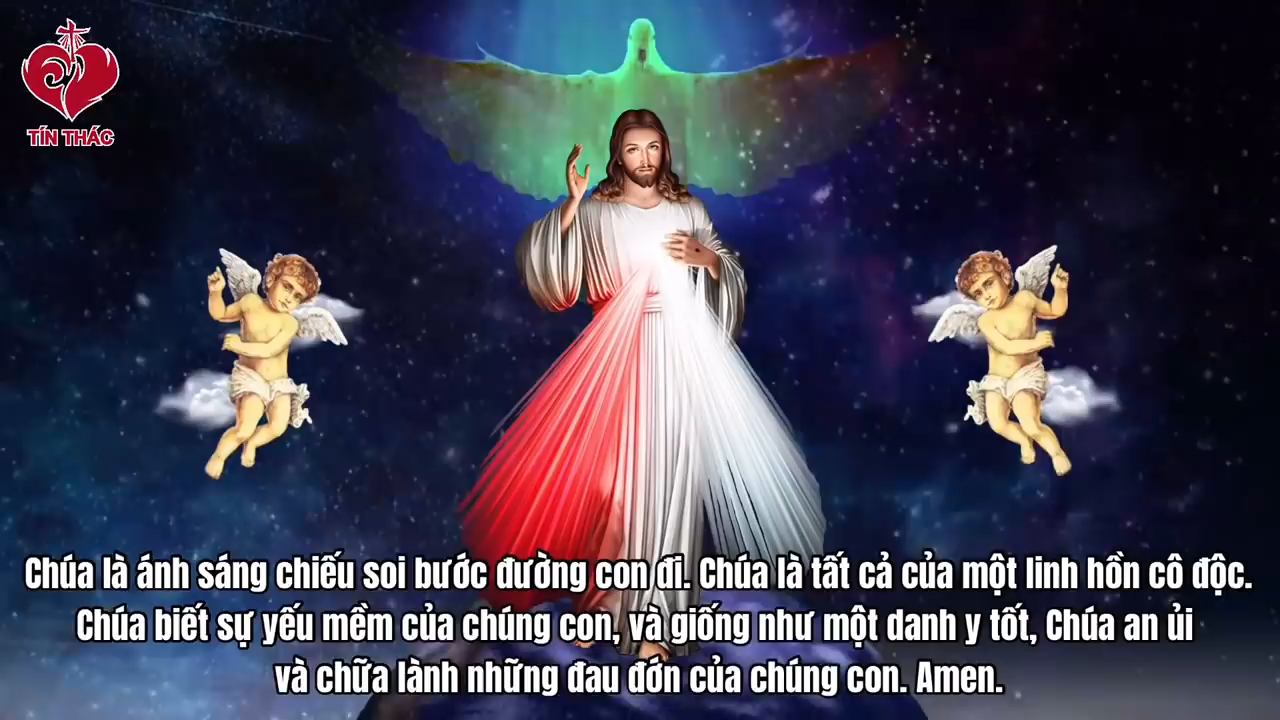 TÍN THÁC
Chúa là ánh sáng chiếu soi bước đường con đi. Chúa là tất cả của một linh hồn cô độc.
Chúa biết sự yếu mềm của chúng con, và giống như một danh y tốt, Chúa an ủi
và chữa lành những đau đớn của chúng con. Amen.